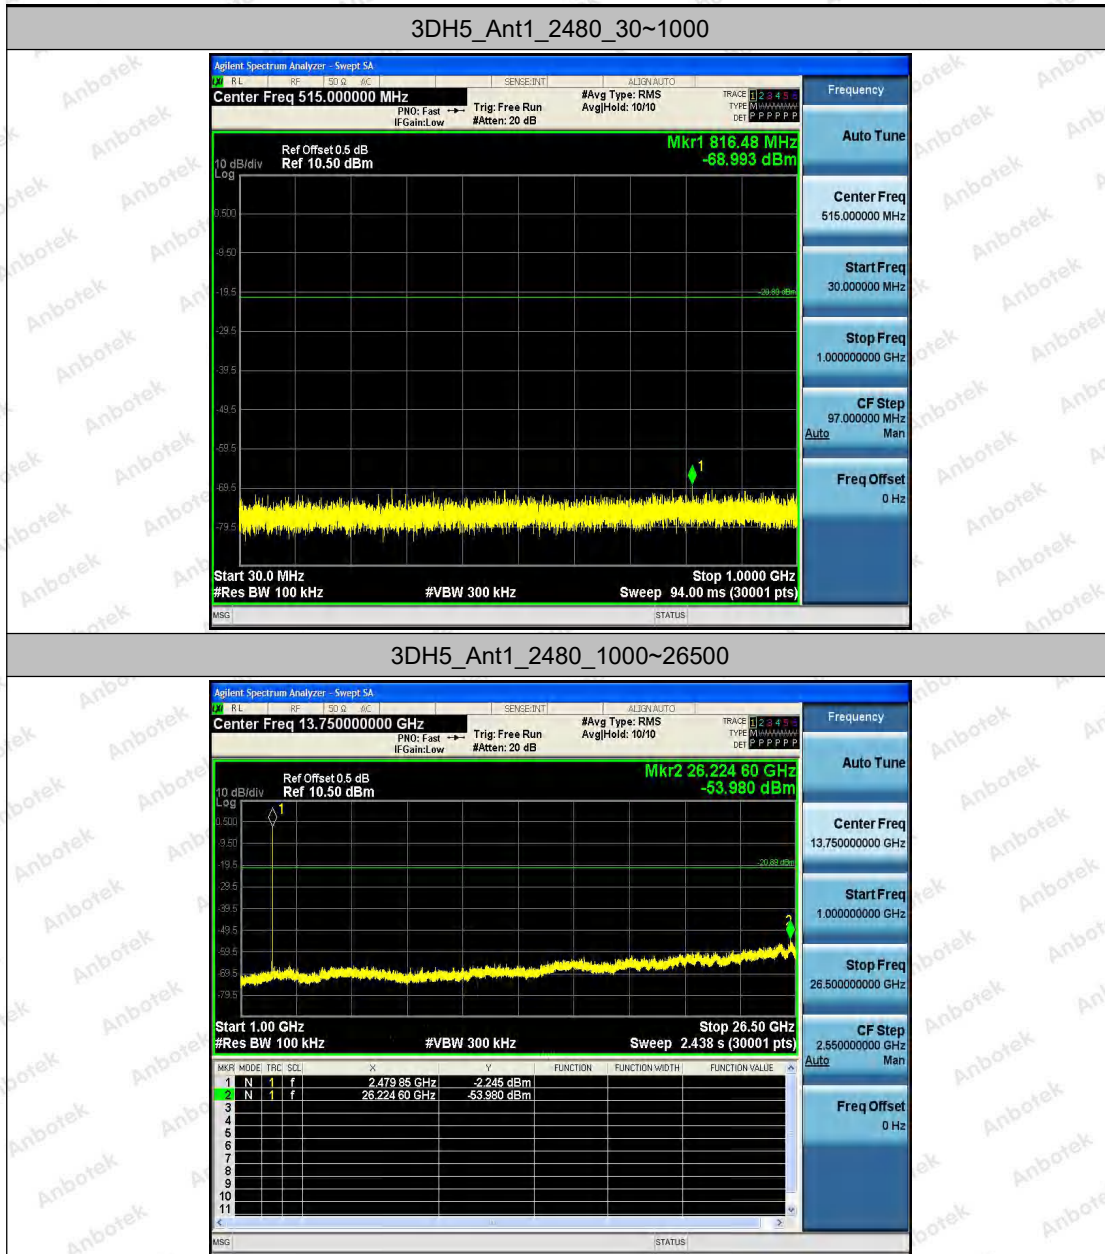 3DH5_Ant1_2480_30~1000
Agilent Spectrum Analyzer - Swept SA
RL RF 50 Ω AC SENSE:INT ALIGN AUTO
Center Freq 515.000000 MHz
PNO: Fast
IFGain:Low
Trig: Free Run
#Atten: 20 dB
#Avg Type: RMS
Avg|Hold: 10/10
TRACE 1 2 3 4 5 6
TYPE M
DET P P P P P P
Frequency
Auto Tune
Mkr1 816.48 MHz
-68.993 dBm
Ref Offset 0.5 dB
10 dB/div Ref 10.50 dBm
Log
0.500
-9.50
-19.5
-29.5
-39.5
-49.5
-59.5
-69.5
-79.5
-20.89 dBm
1
Center Freq
515.000000 MHz
Start Freq
30.000000 MHz
Stop Freq
1.000000000 GHz
CF Step
97.000000 MHz
Auto Man
Freq Offset
0 Hz
Start 30.0 MHz Stop 1.0000 GHz
#Res BW 100 kHz #VBW 300 kHz Sweep 94.00 ms (30001 pts)
MSG STATUS
3DH5_Ant1_2480_1000~26500
Agilent Spectrum Analyzer - Swept SA
RL RF 50 Ω AC SENSE:INT ALIGN AUTO
Center Freq 13.750000000 GHz
PNO: Fast
IFGain:Low
Trig: Free Run
#Atten: 20 dB
#Avg Type: RMS
Avg|Hold: 10/10
TRACE 1 2 3 4 5 6
TYPE M
DET P P P P P P
Frequency
Auto Tune
Mkr2 26.224 60 GHz
-53.980 dBm
Ref Offset 0.5 dB
10 dB/div Ref 10.50 dBm
Log
0.500
-9.50
-19.5
-29.5
-39.5
-49.5
-59.5
-69.5
-79.5
-20.89 dBm
1
2
Center Freq
13.750000000 GHz
Start Freq
1.000000000 GHz
Stop Freq
26.500000000 GHz
CF Step
2.550000000 GHz
Auto Man
Freq Offset
0 Hz
Start 1.00 GHz Stop 26.50 GHz
#Res BW 100 kHz #VBW 300 kHz Sweep 2.438 s (30001 pts)
MKR MODE TRC SCL X Y FUNCTION FUNCTION WIDTH FUNCTION VALUE
1 N 1 f 2.479 85 GHz -2.245 dBm
2 N 1 f 26.224 60 GHz -53.980 dBm
3
4
5
6
7
8
9
10
11
MSG STATUS
Anbotek